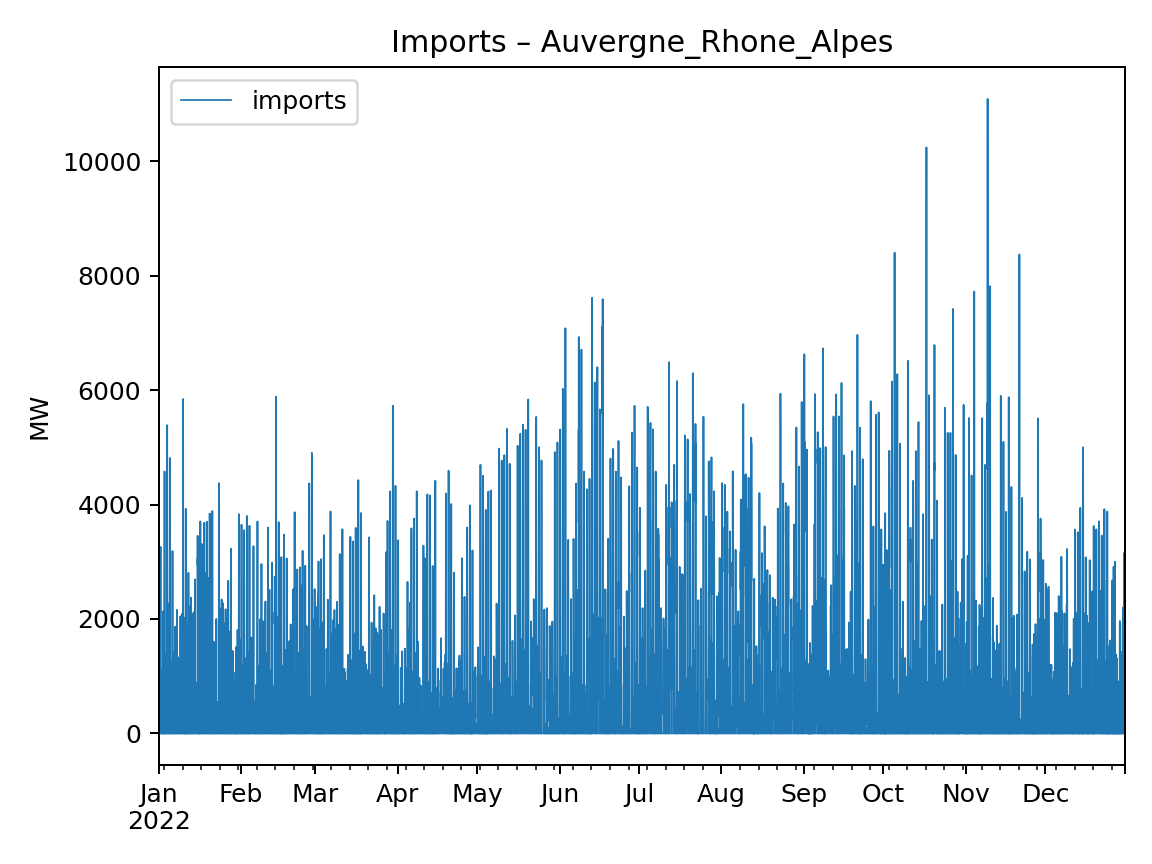 Imports – Auvergne_Rhone_Alpes
imports
MW
10000
8000
6000
4000
2000
0
Jan Feb Mar Apr May Jun Jul Aug Sep Oct Nov Dec
2022